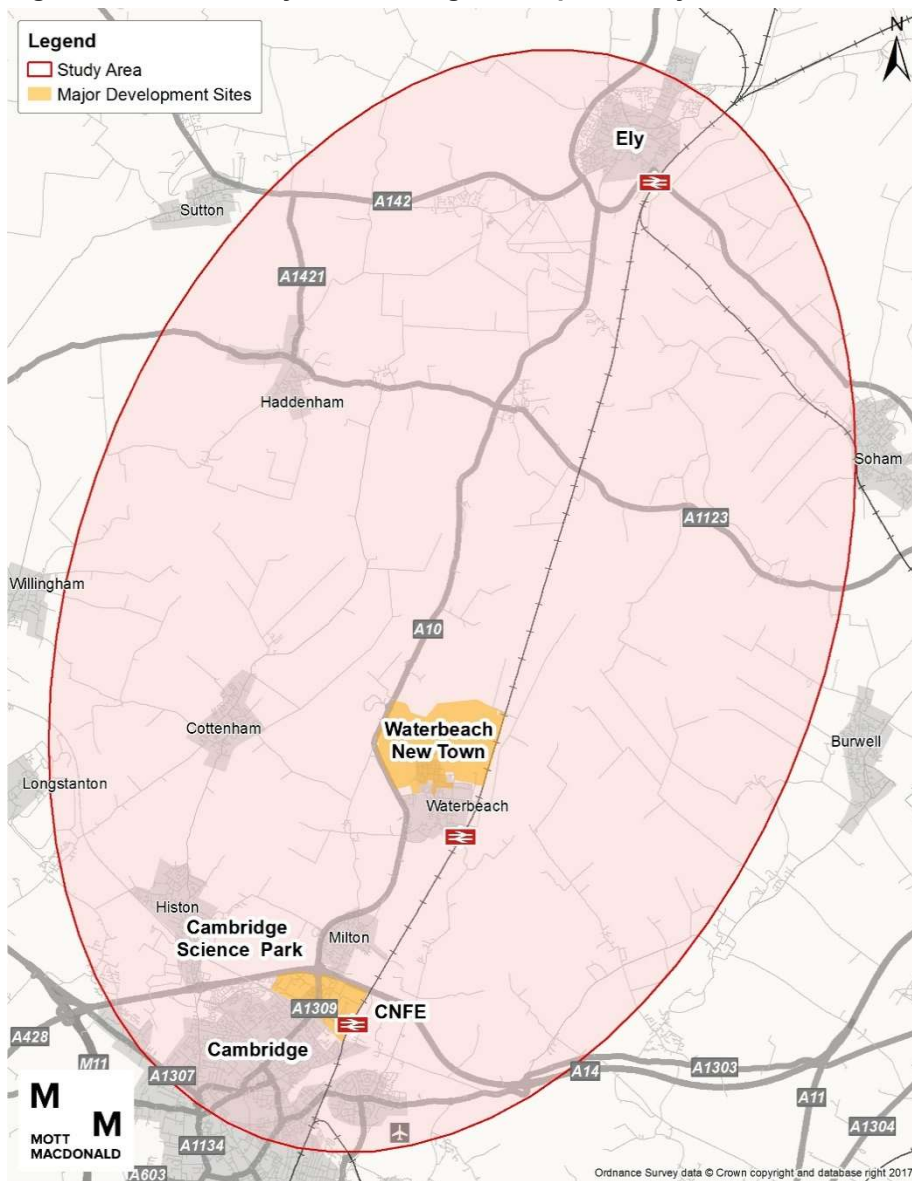 Legend
Study Area
Major Development Sites
N
Ely
Sutton
A142
A1421
Haddenham
Soham
A1123
Willingham
A10
Cottenham
Waterbeach
New Town
Burwell
Longstanton
Waterbeach
Histon
Cambridge
Science Park
Milton
A1309
CNFE
A428
Cambridge
M11
A1307
A14
A1303
A11
A1304
A1134
A603
M
M
MOTT
MACDONALD
Ordnance Survey data © Crown copyright and database right 2017